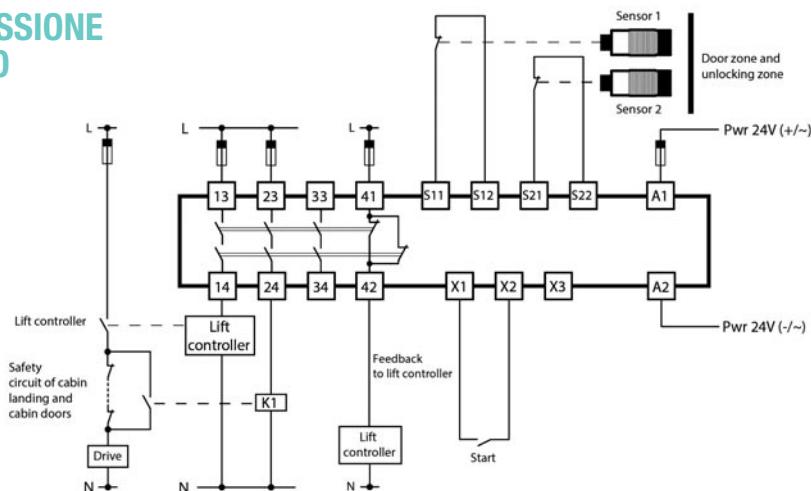 SSIONE
Sensor 1
Sensor 2
Door zone and
unlocking zone
L
L
L
Pwr 24V (+/~)
13
23
33
41
S11
S12
S21
S22
A1
14
24
34
42
X1
X2
X3
A2
Pwr 24V (-/~)
Lift controller
Lift
controller
Feedback
to lift controller
Safety
circuit of cabin
landing and
cabin doors
K1
Drive
Lift
controller
Start
N
N
N